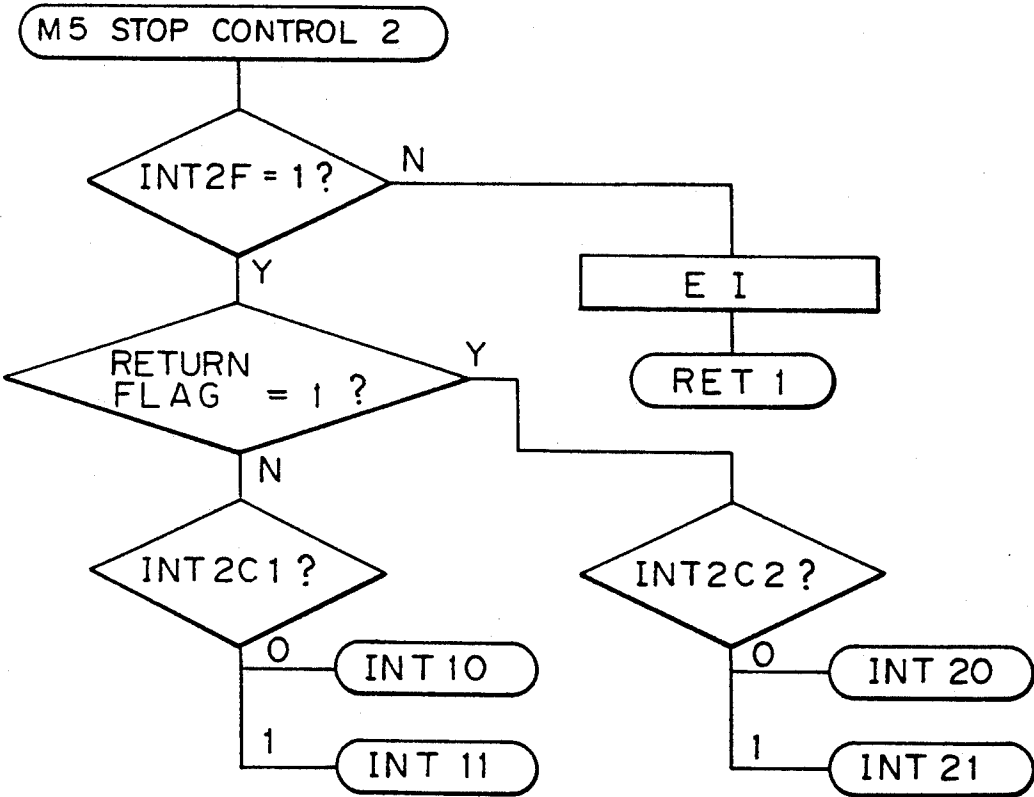 M5 STOP CONTROL 2
INT2F = 1 ?
N
Y
E I
RET 1
RETURN
FLAG = 1 ?
Y
N
INT2C1 ?
INT2C2 ?
0
INT 10
1
INT 11
0
INT 20
1
INT 21